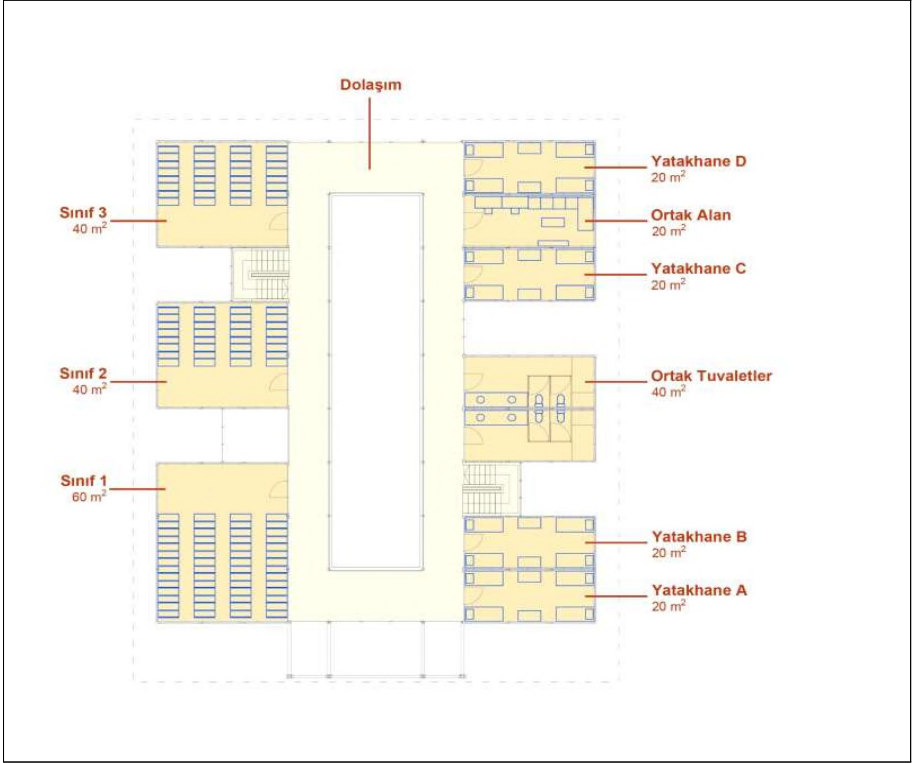 Dolaşım
Sınıf 3
40 m²
Sınıf 2
40 m²
Sınıf 1
60 m²
Yatakhane D
20 m²
Ortak Alan
20 m²
Yatakhane C
20 m²
Ortak Tuvaletler
40 m²
Yatakhane B
20 m²
Yatakhane A
20 m²